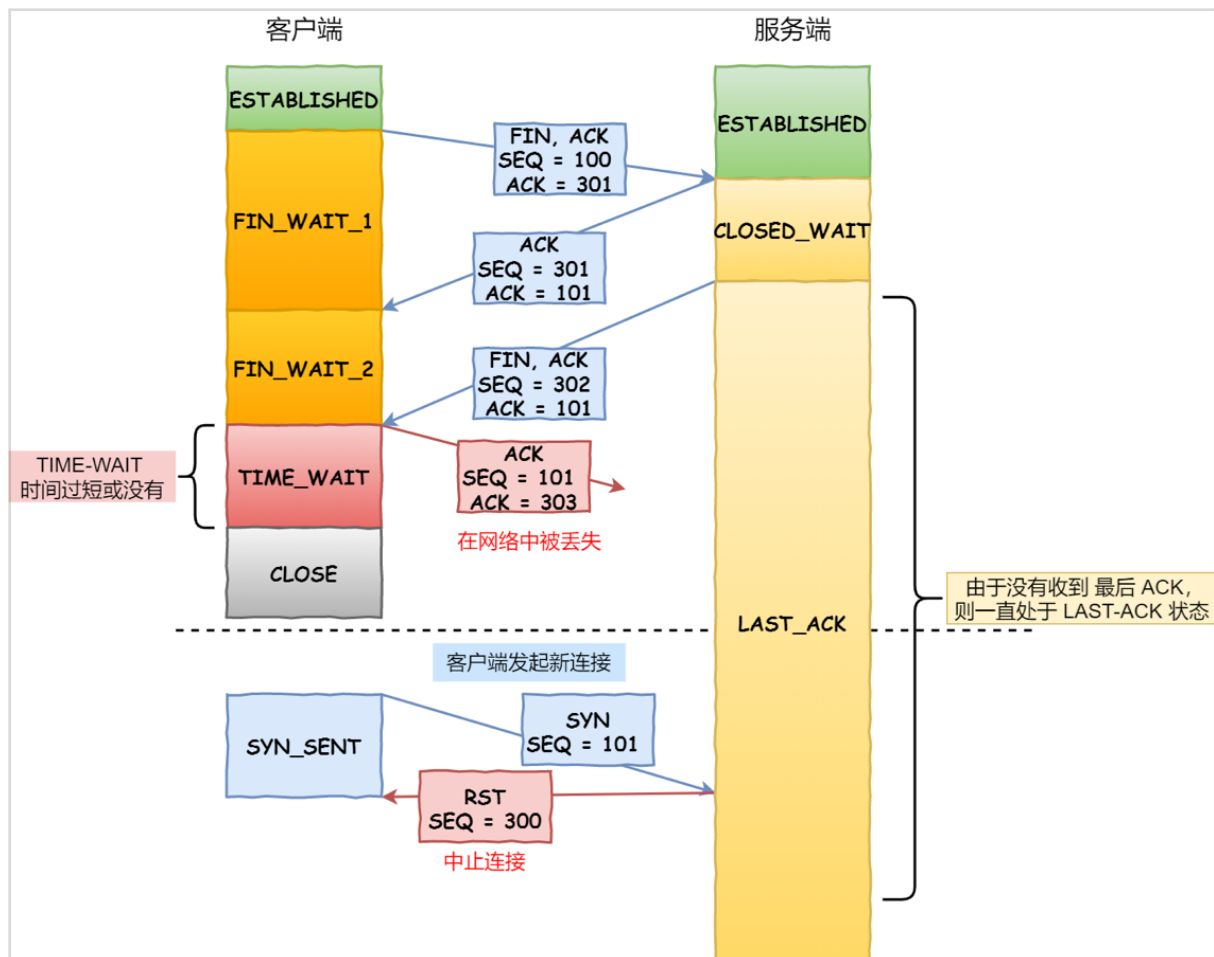 客户端
服务端
ESTABLISHED
ESTABLISHED
FIN, ACK
SEQ = 100
ACK = 301
FIN_WAIT_1
CLOSED_WAIT
ACK
SEQ = 301
ACK = 101
FIN_WAIT_2
FIN, ACK
SEQ = 302
ACK = 101
TIME-WAIT
时间过短或没有
TIME_WAIT
ACK
SEQ = 101
ACK = 303
在网络中被丢失
CLOSE
LAST_ACK
由于没有收到 最后 ACK,
则一直处于 LAST-ACK 状态
客户端发起新连接
SYN_SENT
SYN
SEQ = 101
RST
SEQ = 300
中止连接